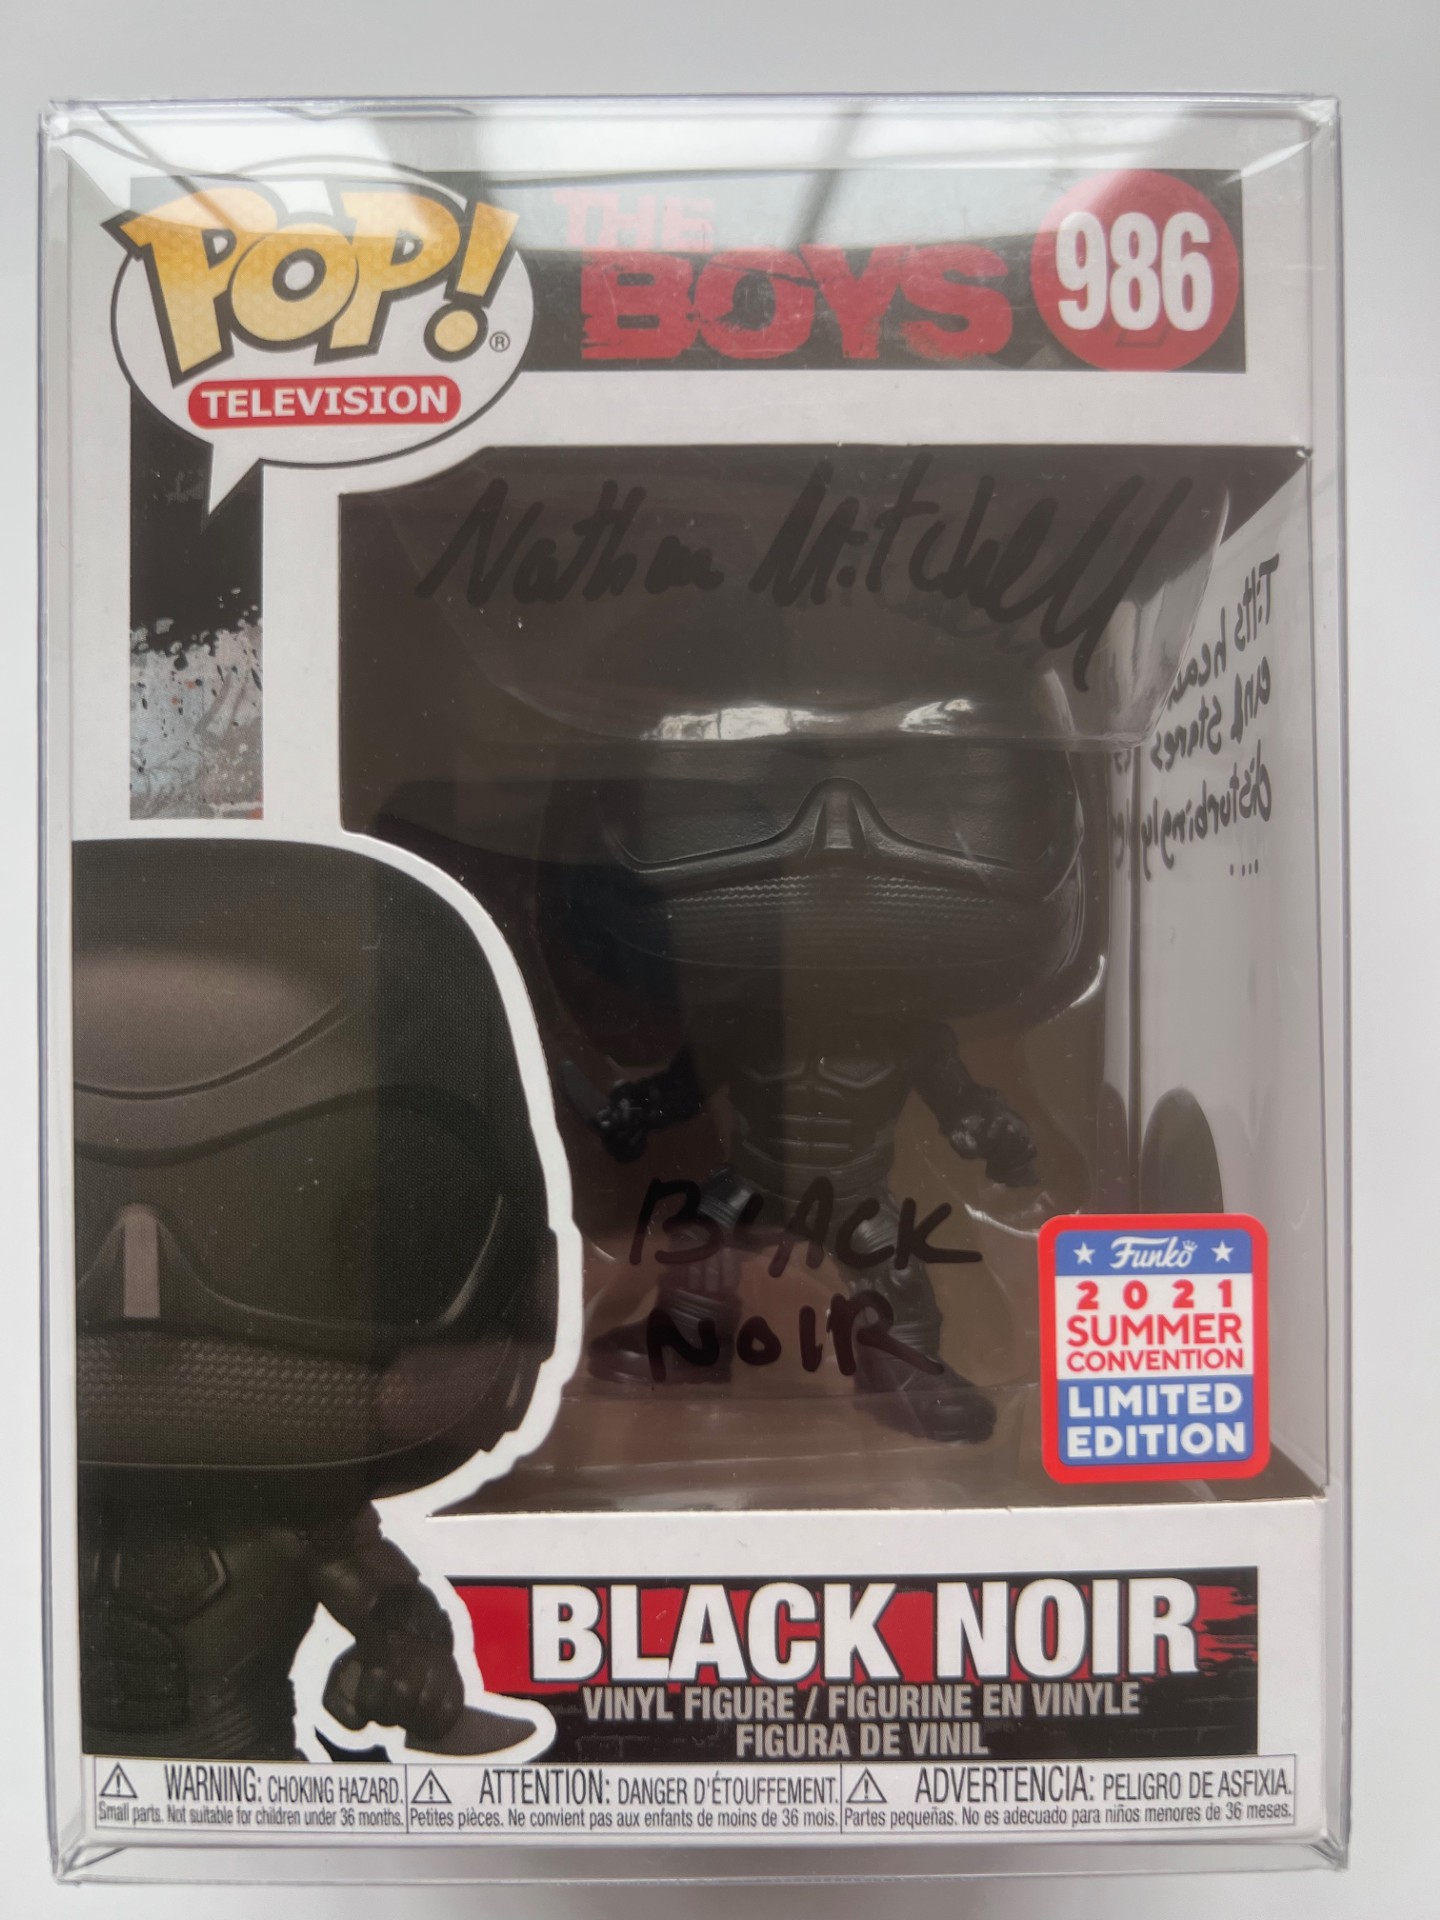 POP!®
TELEVISION
THE
BOYS
986
Nathan Mitchell
Tilts head
and stares
disturbingly
...
BLACK
NOIR
Funko
2021
SUMMER
CONVENTION
LIMITED
EDITION
BLACK NOIR
VINYL FIGURE / FIGURINE EN VINYLE
FIGURA DE VINIL
WARNING: CHOKING HAZARD.
Small parts. Not suitable for children under 36 months.
ATTENTION: DANGER D'ÉTOUFFEMENT.
Petites pièces. Ne convient pas aux enfants de moins de 36 mois.
ADVERTENCIA: PELIGRO DE ASFIXIA.
Partes pequeñas. No es adecuado para niños menores de 36 meses.